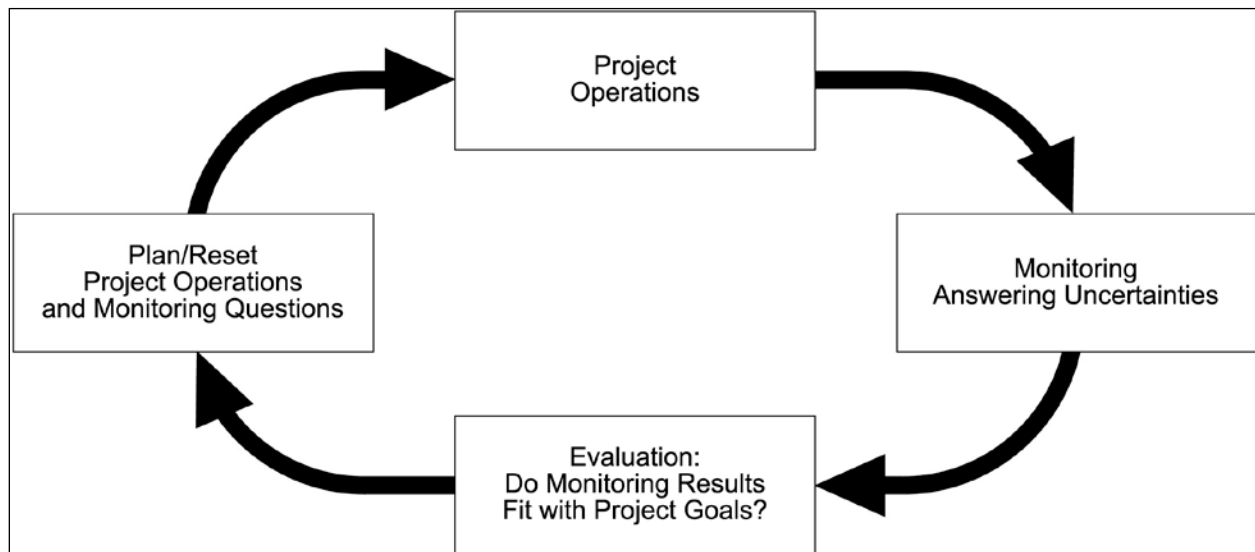 Project
Operations
Plan/Reset
Project Operations
and Monitoring Questions
Monitoring
Answering Uncertainties
Evaluation:
Do Monitoring Results
Fit with Project Goals?